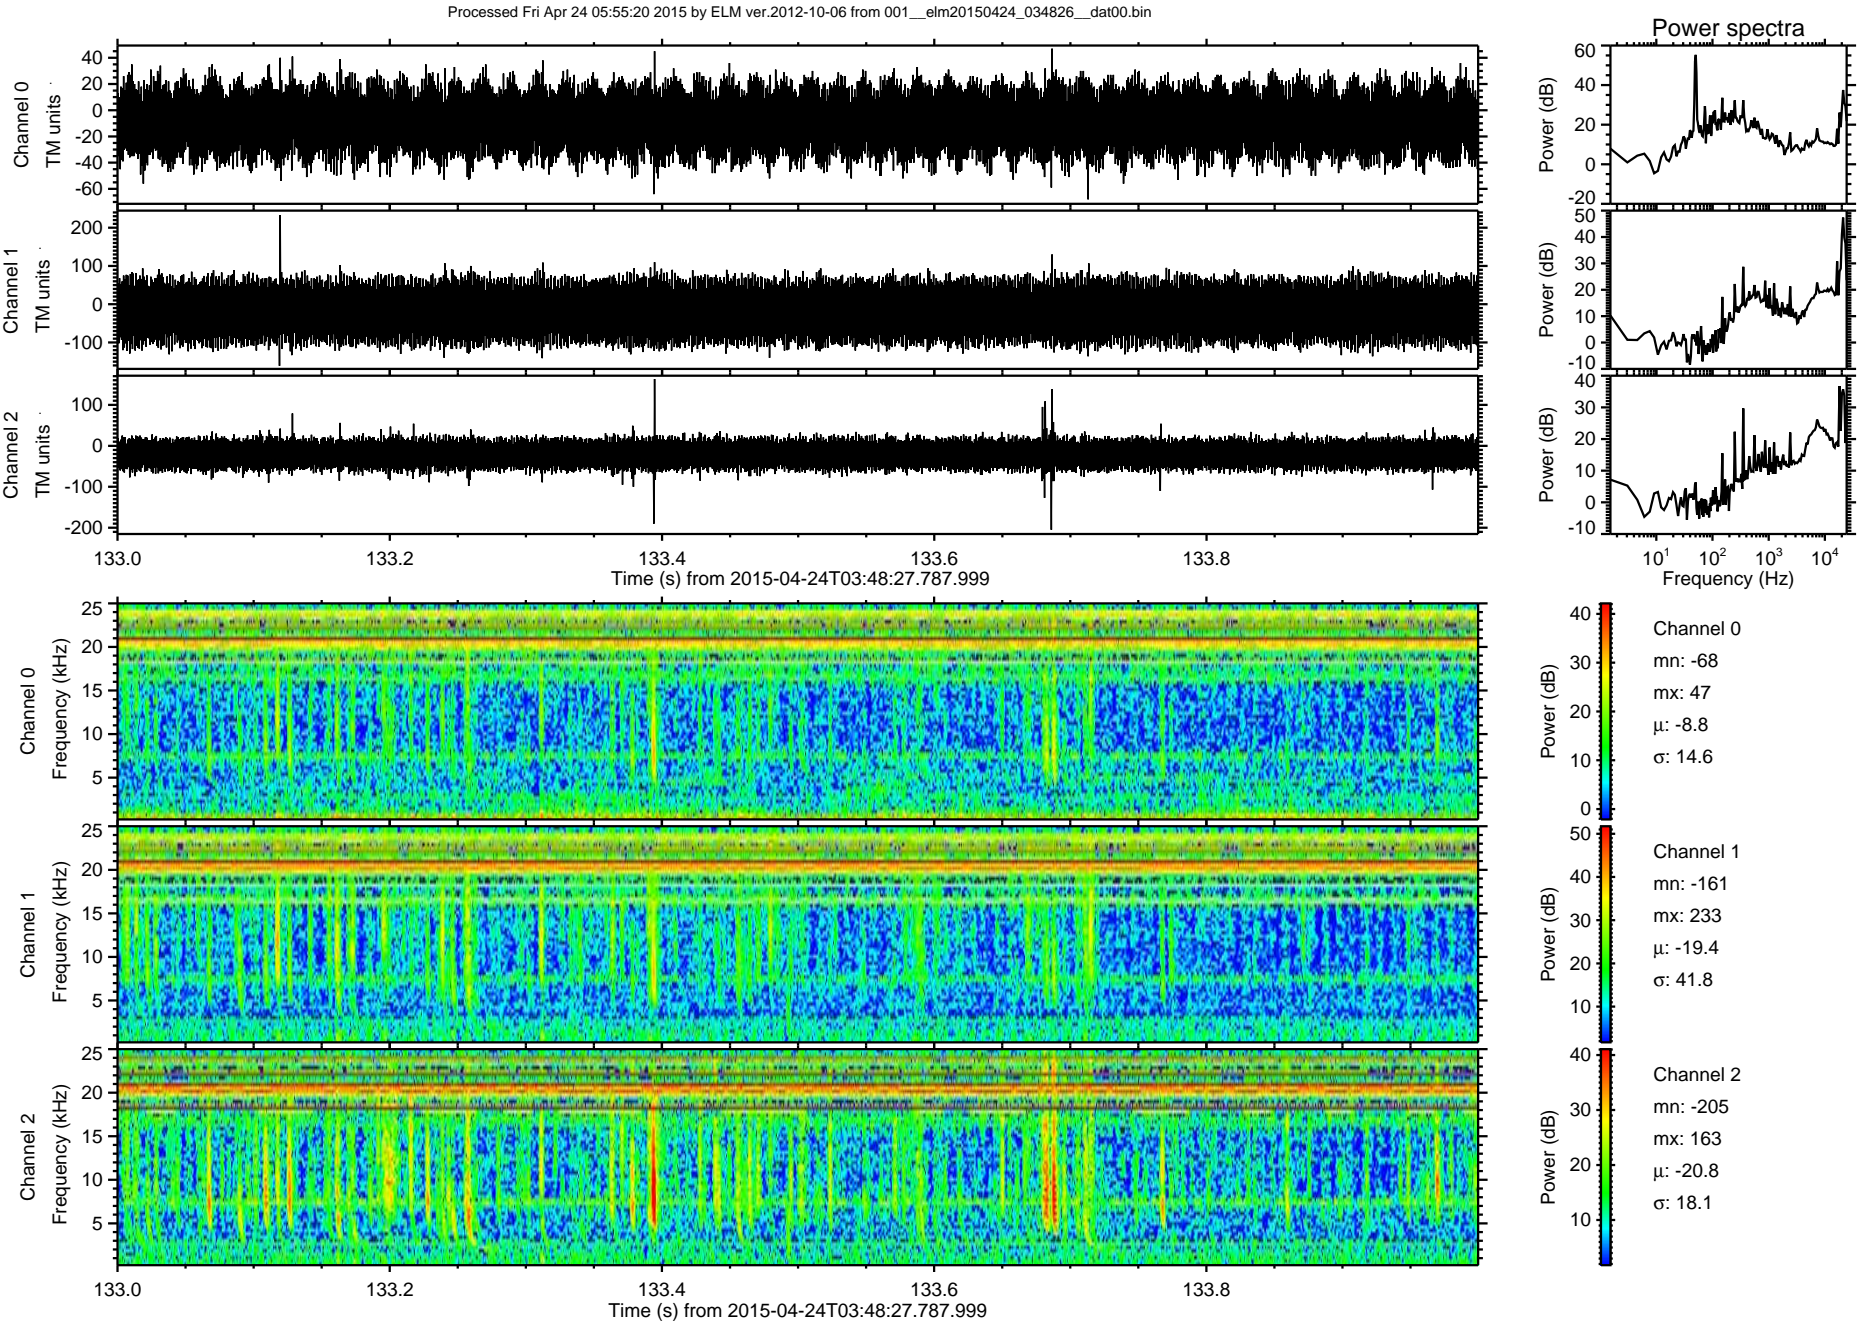 Processed Fri Apr 24 05:55:20 2015 by ELM ver.2012-10-06 from 001__elm20150424_034826__dat00.bin
Power spectra
Channel 0
TM units
40
20
0
-20
-40
-60
Power (dB)
60
40
20
0
-20
Channel 1
TM units
200
100
0
-100
Power (dB)
50
40
30
20
10
0
-10
Channel 2
TM units
100
0
-100
-200
Power (dB)
40
30
20
10
0
-10
133.0 133.2 133.4 133.6 133.8
Time (s) from 2015-04-24T03:48:27.787.999
10¹ 10² 10³ 10⁴
Frequency (Hz)
Channel 0
Frequency (kHz)
25
20
15
10
5
Power (dB)
40
30
20
10
0
Channel 0
mn: -68
mx: 47
μ: -8.8
σ: 14.6
Channel 1
Frequency (kHz)
25
20
15
10
5
Power (dB)
50
40
30
20
10
Channel 1
mn: -161
mx: 233
μ: -19.4
σ: 41.8
Channel 2
Frequency (kHz)
25
20
15
10
5
Power (dB)
40
30
20
10
Channel 2
mn: -205
mx: 163
μ: -20.8
σ: 18.1
133.0 133.2 133.4 133.6 133.8
Time (s) from 2015-04-24T03:48:27.787.999